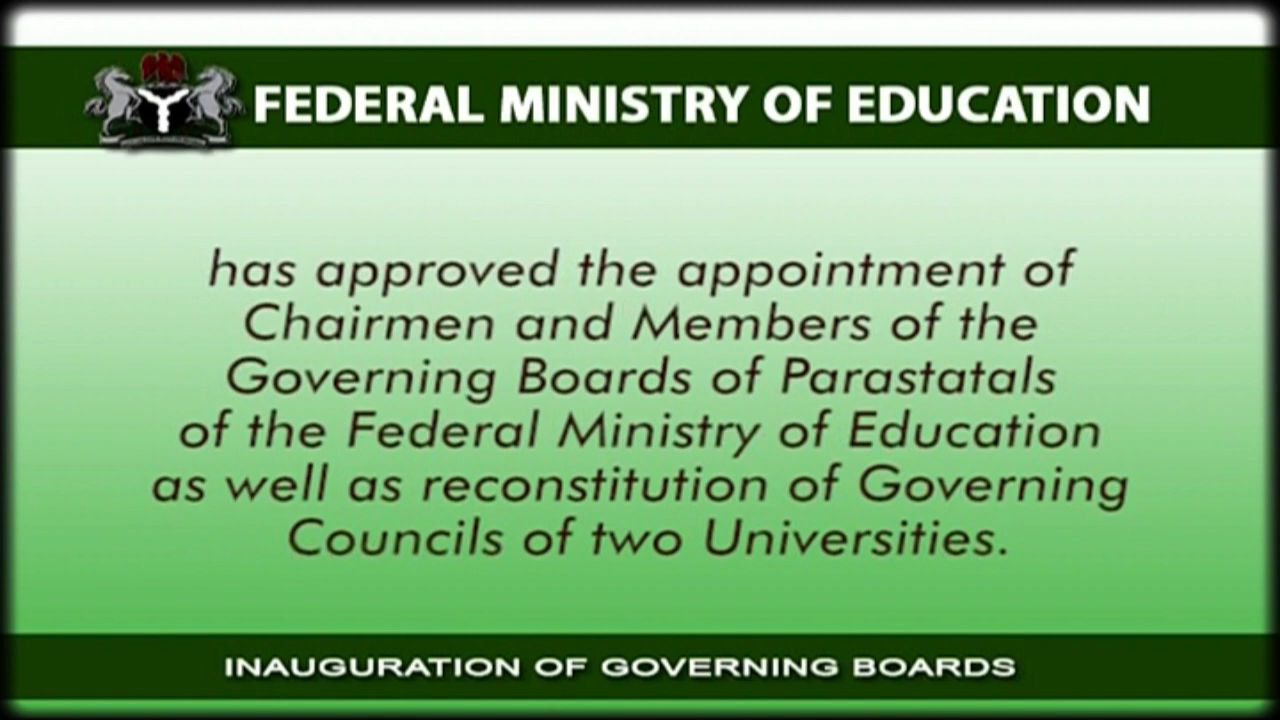 FEDERAL MINISTRY OF EDUCATION
has approved the appointment of
Chairmen and Members of the
Governing Boards of Parastatals
of the Federal Ministry of Education
as well as reconstitution of Governing
Councils of two Universities.
INAUGURATION OF GOVERNING BOARDS